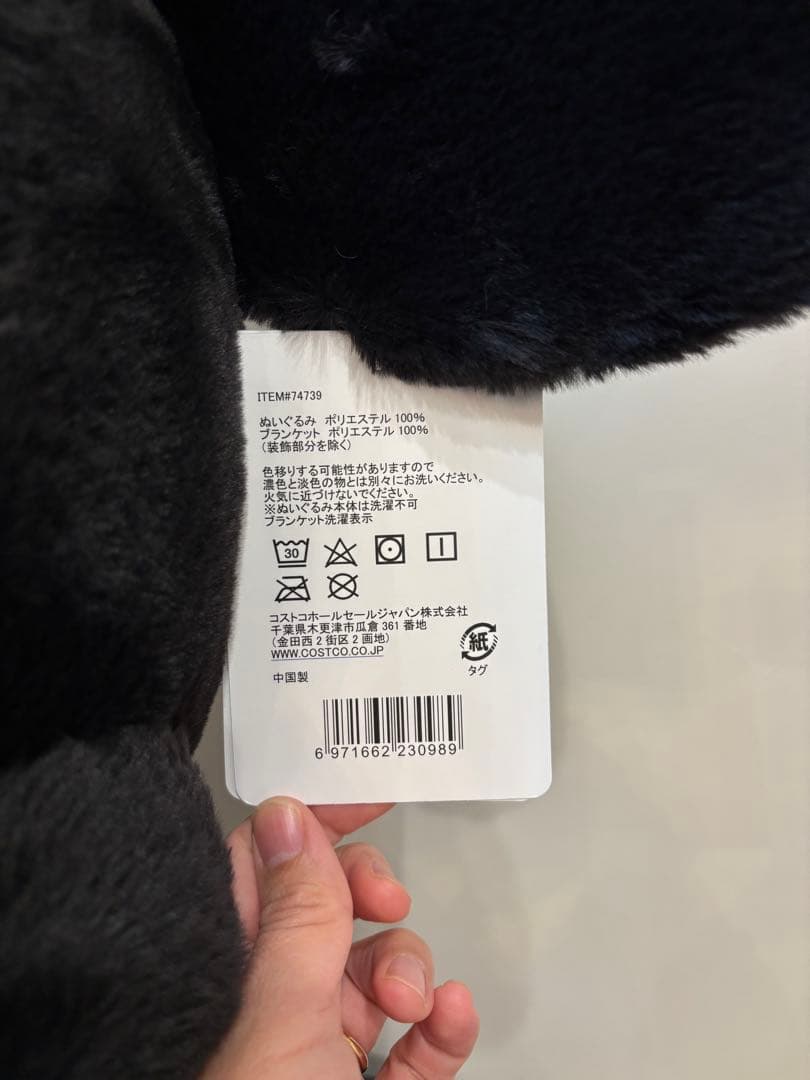 ITEM#74739
ぬいぐるみ ポリエステル 100%
ブランケット ポリエステル 100%
（装飾部分を除く）
色移りする可能性がありますので
濃色と淡色の物とは別々にお洗いください。
火気に近づけないでください。
※ぬいぐるみ本体は洗濯不可
ブランケット洗濯表示
30
コストコホールセールジャパン株式会社
千葉県木更津市瓜倉 361 番地
（金田西 2 街区 2 画地）
WWW.COSTCO.CO.JP
紙
タグ
中国製
6 971662 230989